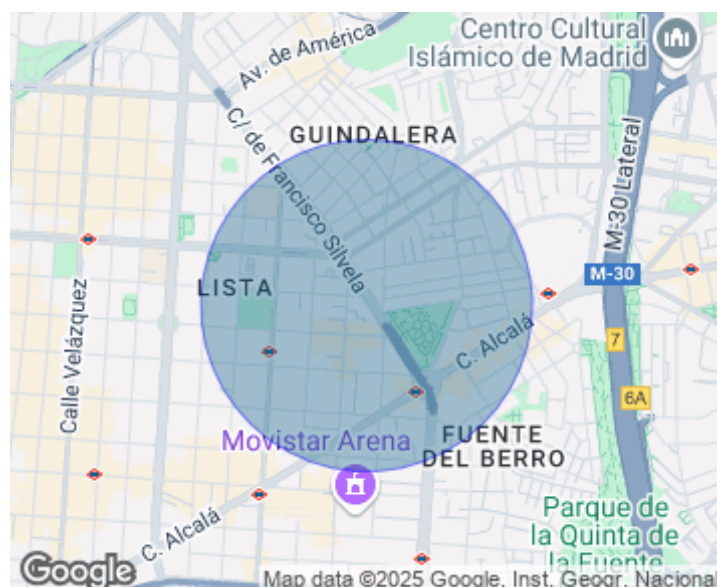 Centro Cultural
Islámico de Madrid
Av. de América
GUINDALERA
C/ de Francisco Silvela
M-30 Lateral
M-30
LISTA
Calle Velázquez
C. Alcalá
7
6A
Movistar Arena
FUENTE
DEL BERRO
C. Alcalá
Parque de
la Quinta de
la Fuente
Google
Map data ©2025 Google, Inst. Geogr. Nacional